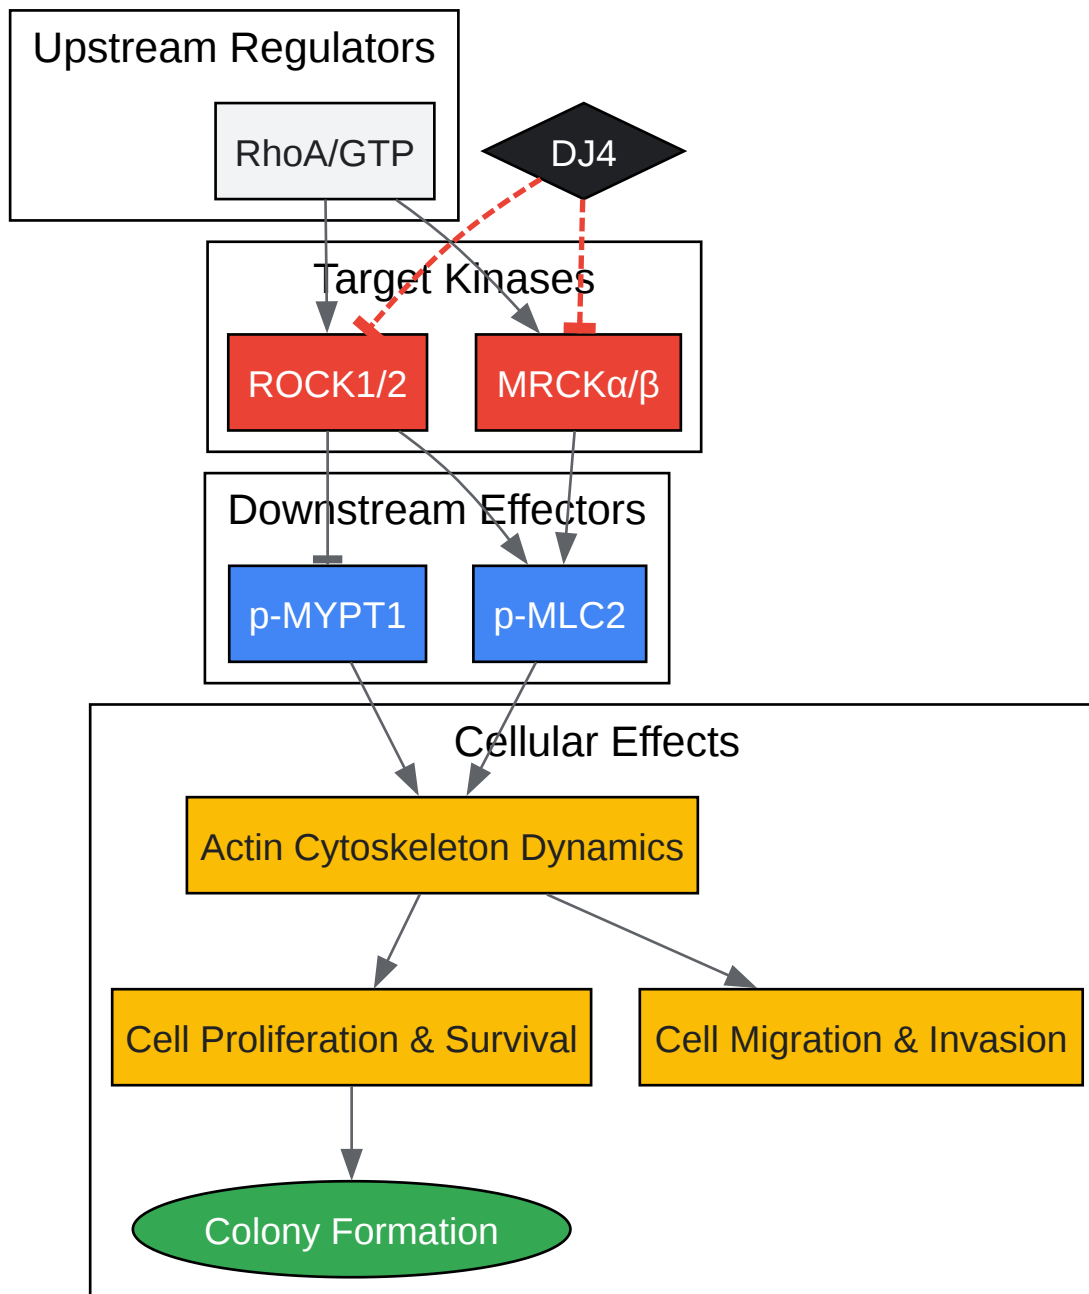 Upstream Regulators
RhoA/GTP
DJ4
Target Kinases
ROCK1/2
MRCKα/β
Downstream Effectors
p-MYPT1
p-MLC2
Cellular Effects
Actin Cytoskeleton Dynamics
Cell Proliferation & Survival
Cell Migration & Invasion
Colony Formation